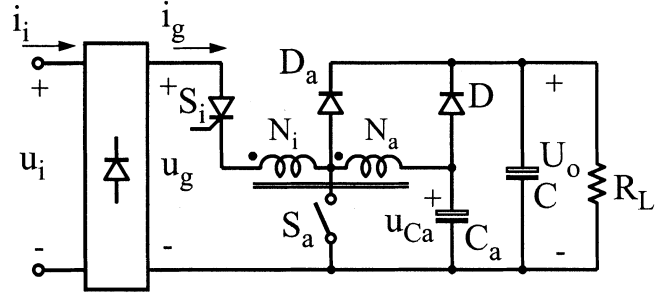 i_i
i_g
+
u_i
-
+
u_g
-
S_i
N_i
D_a
N_a
D
S_a
+
u_Ca
C_a
+
U_o
C
-
R_L